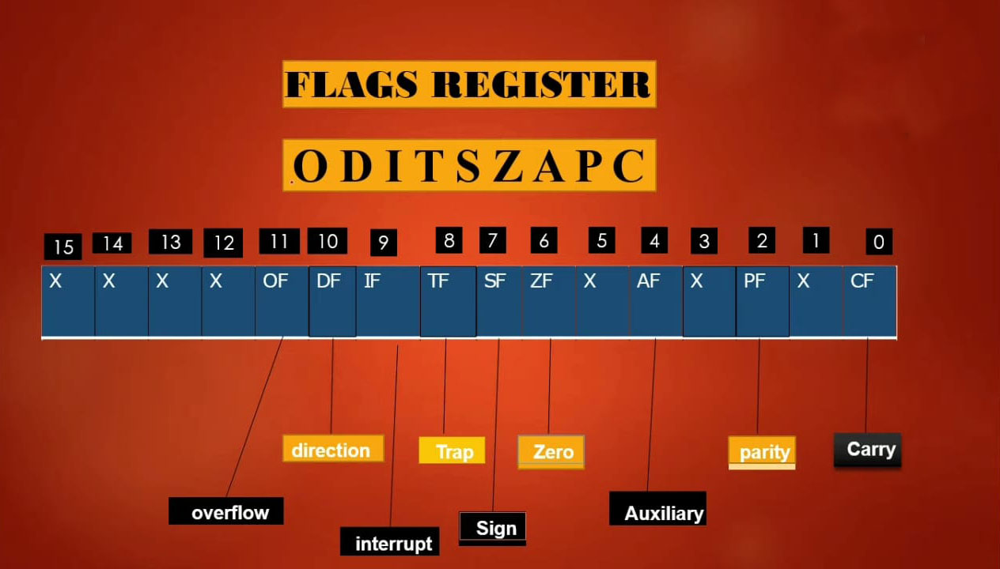 FLAGS REGISTER
O D I T S Z A P C
15 14 13 12 11 10 9 8 7 6 5 4 3 2 1 0
X X X X OF DF IF TF SF ZF X AF X PF X CF
direction Trap Zero parity Carry
overflow interrupt Sign Auxiliary